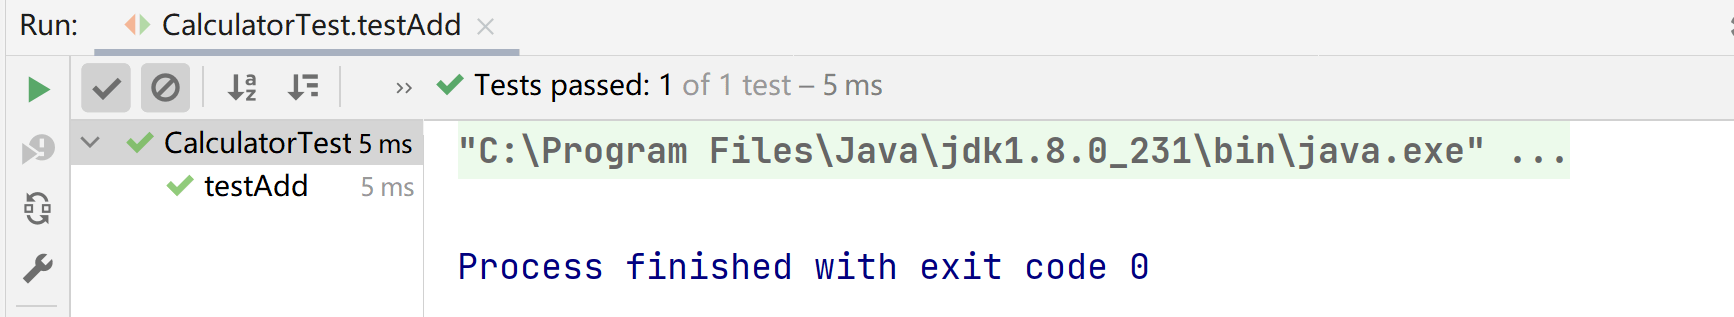 Run: CalculatorTest.testAdd
Tests passed: 1 of 1 test – 5 ms
CalculatorTest 5 ms
testAdd 5 ms
"C:\Program Files\Java\jdk1.8.0_231\bin\java.exe" ...
Process finished with exit code 0